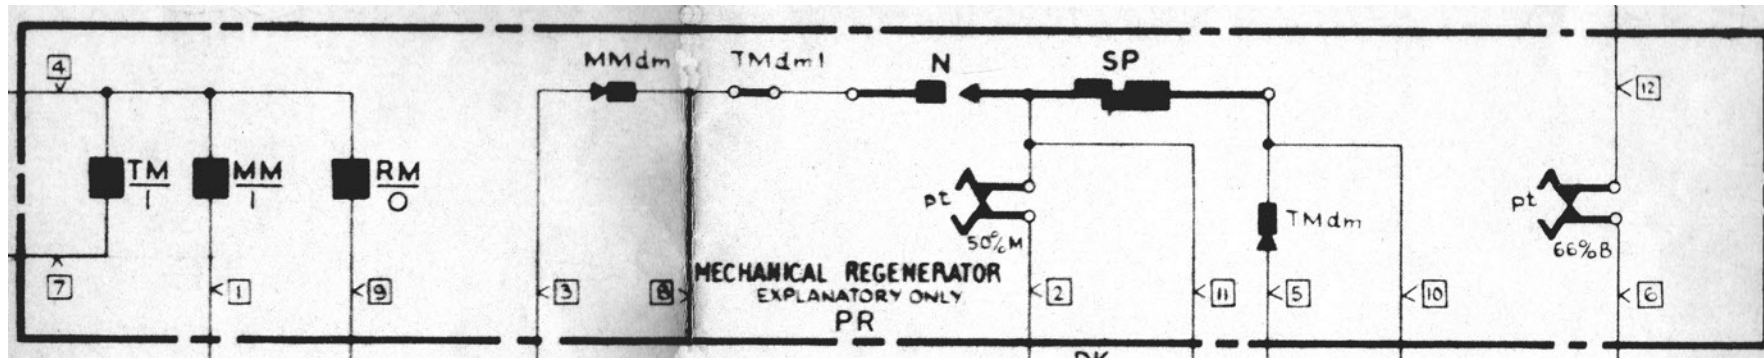 4
MMdm
TMdm1
N
SP
12
TM
1
MM
1
RM
O
pt
50%M
TMdm
pt
66%B
7
1
9
3
8
MECHANICAL REGENERATOR
EXPLANATORY ONLY.
PR
2
11
5
10
6